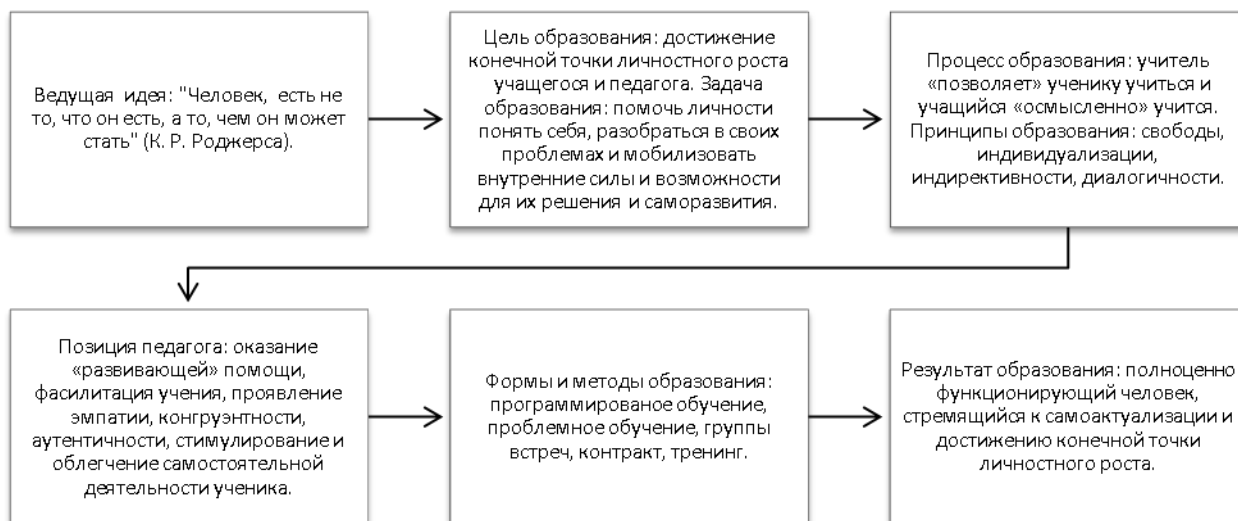 Ведущая идея: "Человек, есть не
то, что он есть, а то, чем он может
стать" (К. Р. Роджерса).
Цель образования: достижение
конечной точки личностного роста
учащегося и педагога. Задача
образования: помочь личности
понять себя, разобраться в своих
проблемах и мобилизовать
внутренние силы и возможности
для их решения и саморазвития.
Процесс образования: учитель
«позволяет» ученику учиться и
учащийся «осмысленно» учится.
Принципы образования: свободы,
индивидуализации,
индирективности, диалогичности.
Позиция педагога: оказание
«развивающей» помощи,
фасилитация учения, проявление
эмпатии, конгруэнтности,
аутентичности, стимулирование и
облегчение самостоятельной
деятельности ученика.
Формы и методы образования:
программированое обучение,
проблемное обучение, группы
встреч, контракт, тренинг.
Результат образования: полноценно
функционирующий человек,
стремящийся к самоактуализации и
достижению конечной точки
личностного роста.